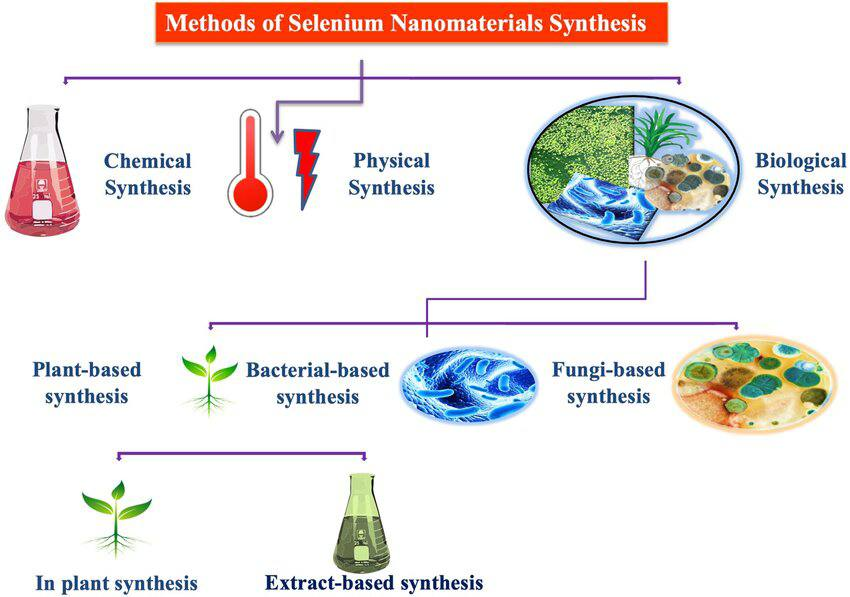 Methods of Selenium Nanomaterials Synthesis
Chemical
Synthesis
Physical
Synthesis
Biological
Synthesis
Plant-based
synthesis
Bacterial-based
synthesis
Fungi-based
synthesis
In plant synthesis
Extract-based synthesis